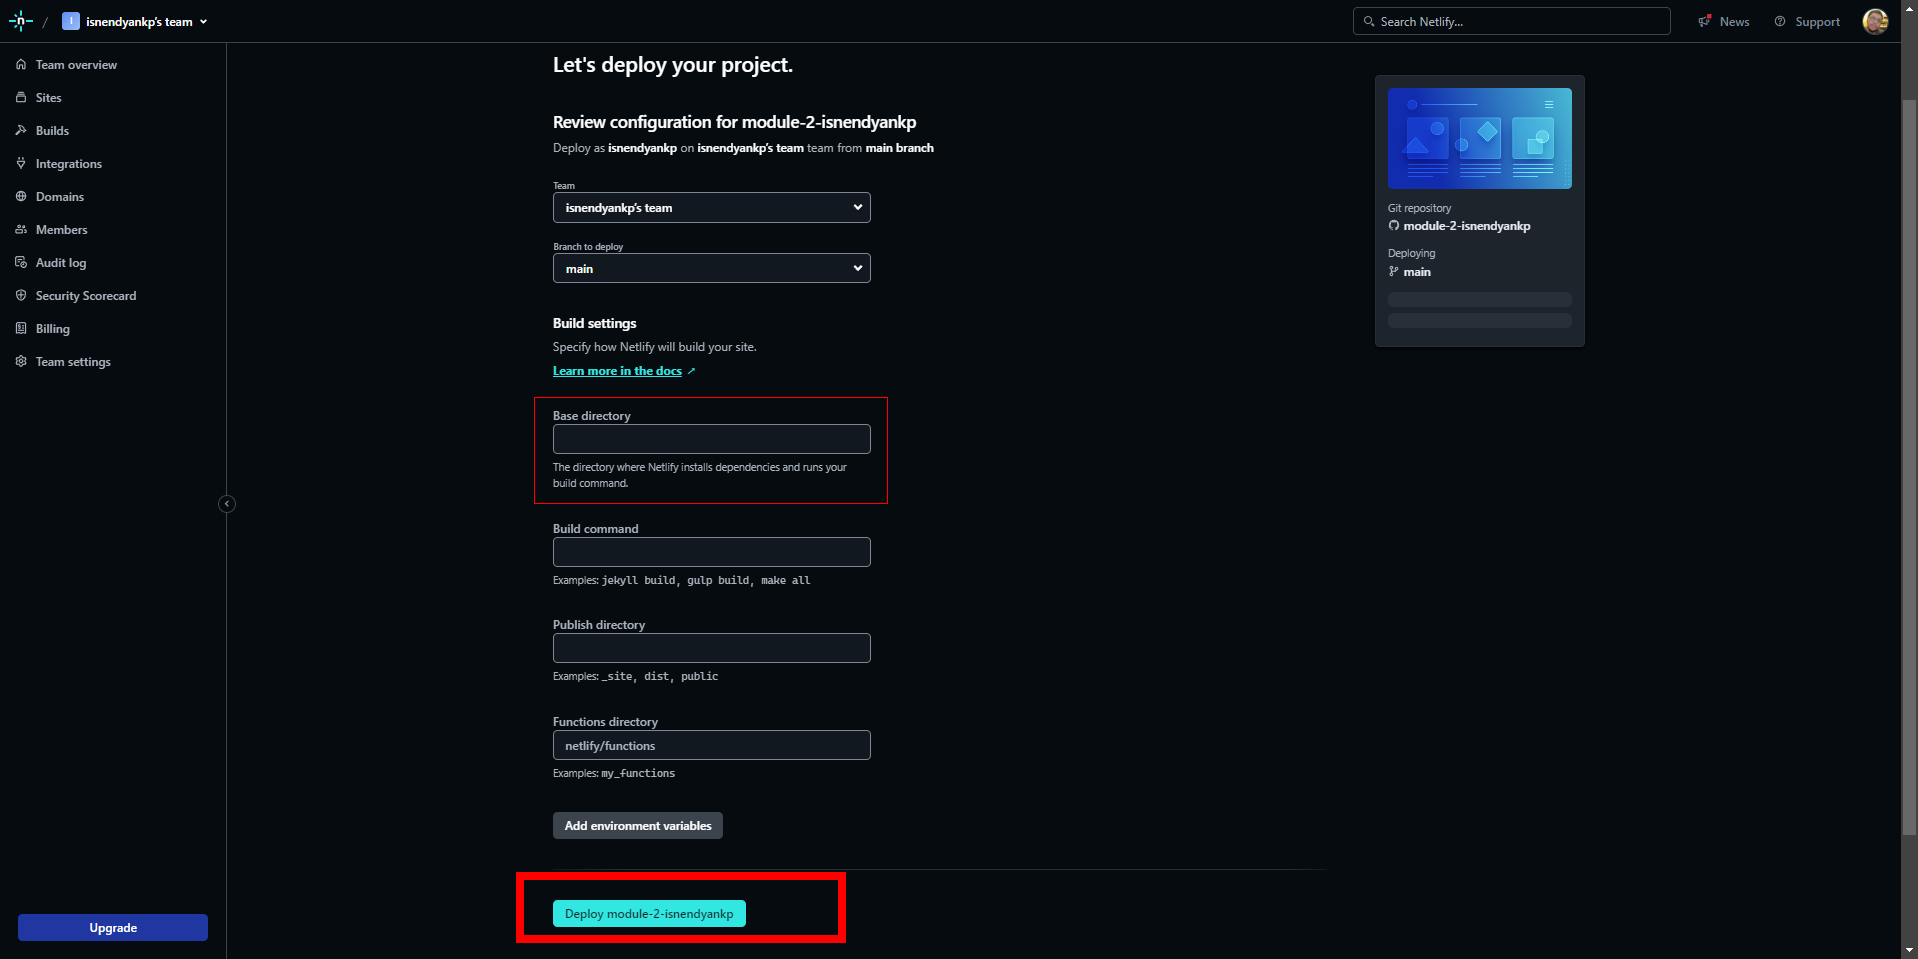 / I isnendyankp's team
Search Netlify...
News
Support
Team overview
Sites
Builds
Integrations
Domains
Members
Audit log
Security Scorecard
Billing
Team settings
Upgrade
Let's deploy your project.
Review configuration for module-2-isnendyankp
Deploy as isnendyankp on isnendyankp's team team from main branch
Team
isnendyankp's team
Branch to deploy
main
Build settings
Specify how Netlify will build your site.
Learn more in the docs ↗
Base directory
The directory where Netlify installs dependencies and runs your
build command.
Build command
Examples: jekyll build, gulp build, make all
Publish directory
Examples: _site, dist, public
Functions directory
netlify/functions
Examples: my_functions
Add environment variables
Deploy module-2-isnendyankp
Git repository
module-2-isnendyankp
Deploying
main